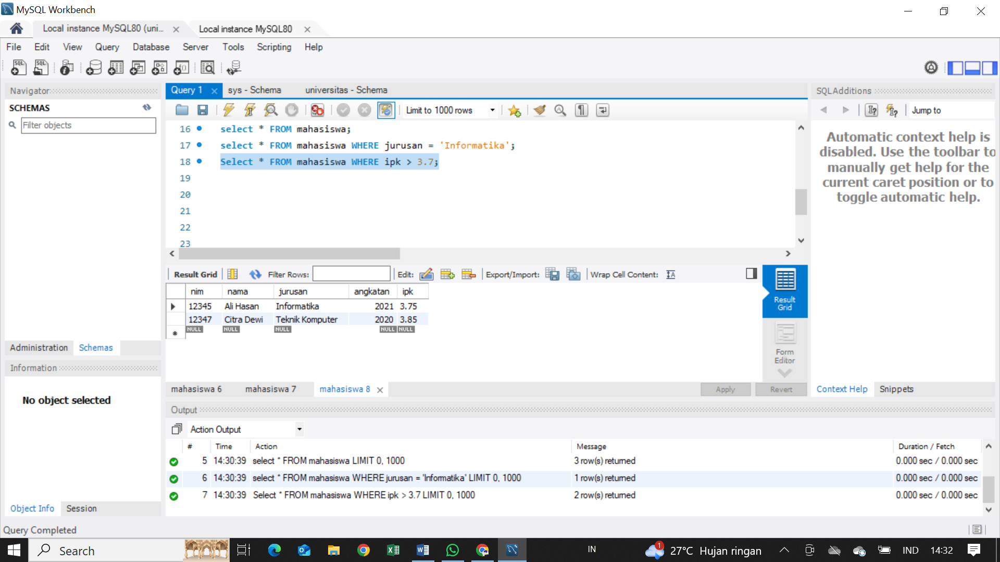 MySQL Workbench
Local instance MySQL80 (uni... Local instance MySQL80
File Edit View Query Database Server Tools Scripting Help
Navigator
SCHEMAS
Filter objects
Query 1 sys - Schema universitas - Schema
Limit to 1000 rows
16 select * FROM mahasiswa;
17 select * FROM mahasiswa WHERE jurusan = 'Informatika';
18 Select * FROM mahasiswa WHERE ipk > 3.7;
19
20
21
22
23
SQLAdditions
Jump to
Automatic context help is
disabled. Use the toolbar to
manually get help for the
current caret position or to
toggle automatic help.
Result Grid Filter Rows: Edit: Export/Import: Wrap Cell Content:
nim nama jurusan angkatan ipk
12345 Ali Hasan Informatika 2021 3.75
12347 Citra Dewi Teknik Komputer 2020 3.85
NULL NULL NULL NULL NULL
Result
Grid
Form
Editor
Administration Schemas
Information
No object selected
Object Info Session
mahasiswa 6 mahasiswa 7 mahasiswa 8
Apply Revert
Context Help Snippets
Output
Action Output
# Time Action Message Duration / Fetch
5 14:30:39 select * FROM mahasiswa LIMIT 0, 1000 3 row(s) returned 0.000 sec / 0.000 sec
6 14:30:39 select * FROM mahasiswa WHERE jurusan = 'Informatika' LIMIT 0, 1000 1 row(s) returned 0.000 sec / 0.000 sec
7 14:30:39 Select * FROM mahasiswa WHERE ipk > 3.7 LIMIT 0, 1000 2 row(s) returned 0.000 sec / 0.000 sec
Query Completed
Search IN 1 27°C Hujan ringan IND 14:32